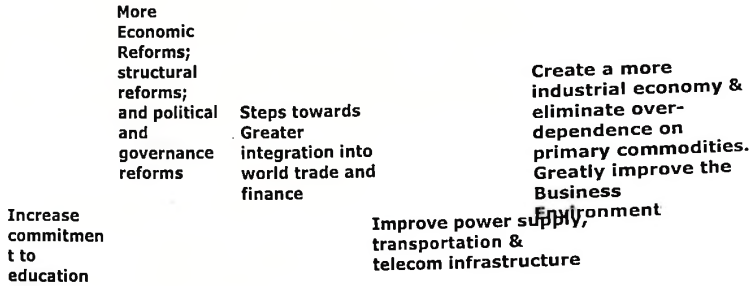 More
Economic
Reforms;
structural
reforms;
and political
and
governance
reforms
Steps towards
Greater
integration into
world trade and
finance
Create a more
industrial economy &
eliminate over-
dependence on
primary commodities.
Greatly improve the
Business
Environment
Increase
commitmen
t to
education
Improve power supply,
transportation &
telecom infrastructure